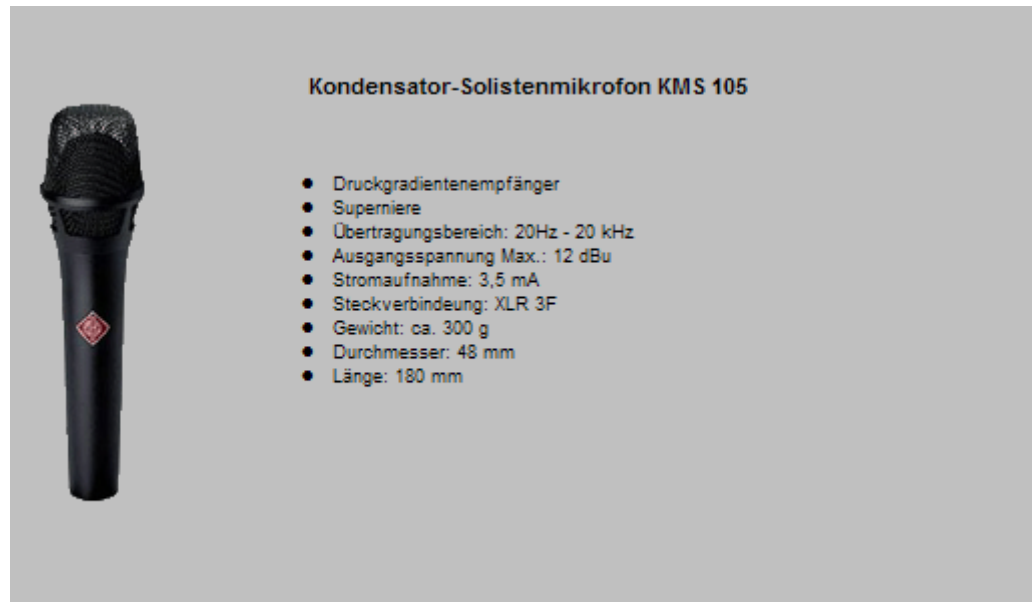 Kondensator-Solistenmikrofon KMS 105
● Druckgradientenempfänger
● Superniere
● Übertragungsbereich: 20Hz - 20 kHz
● Ausgangsspannung Max.: 12 dBu
● Stromaufnahme: 3,5 mA
● Steckverbindeung: XLR 3F
● Gewicht: ca. 300 g
● Durchmesser: 48 mm
● Länge: 180 mm